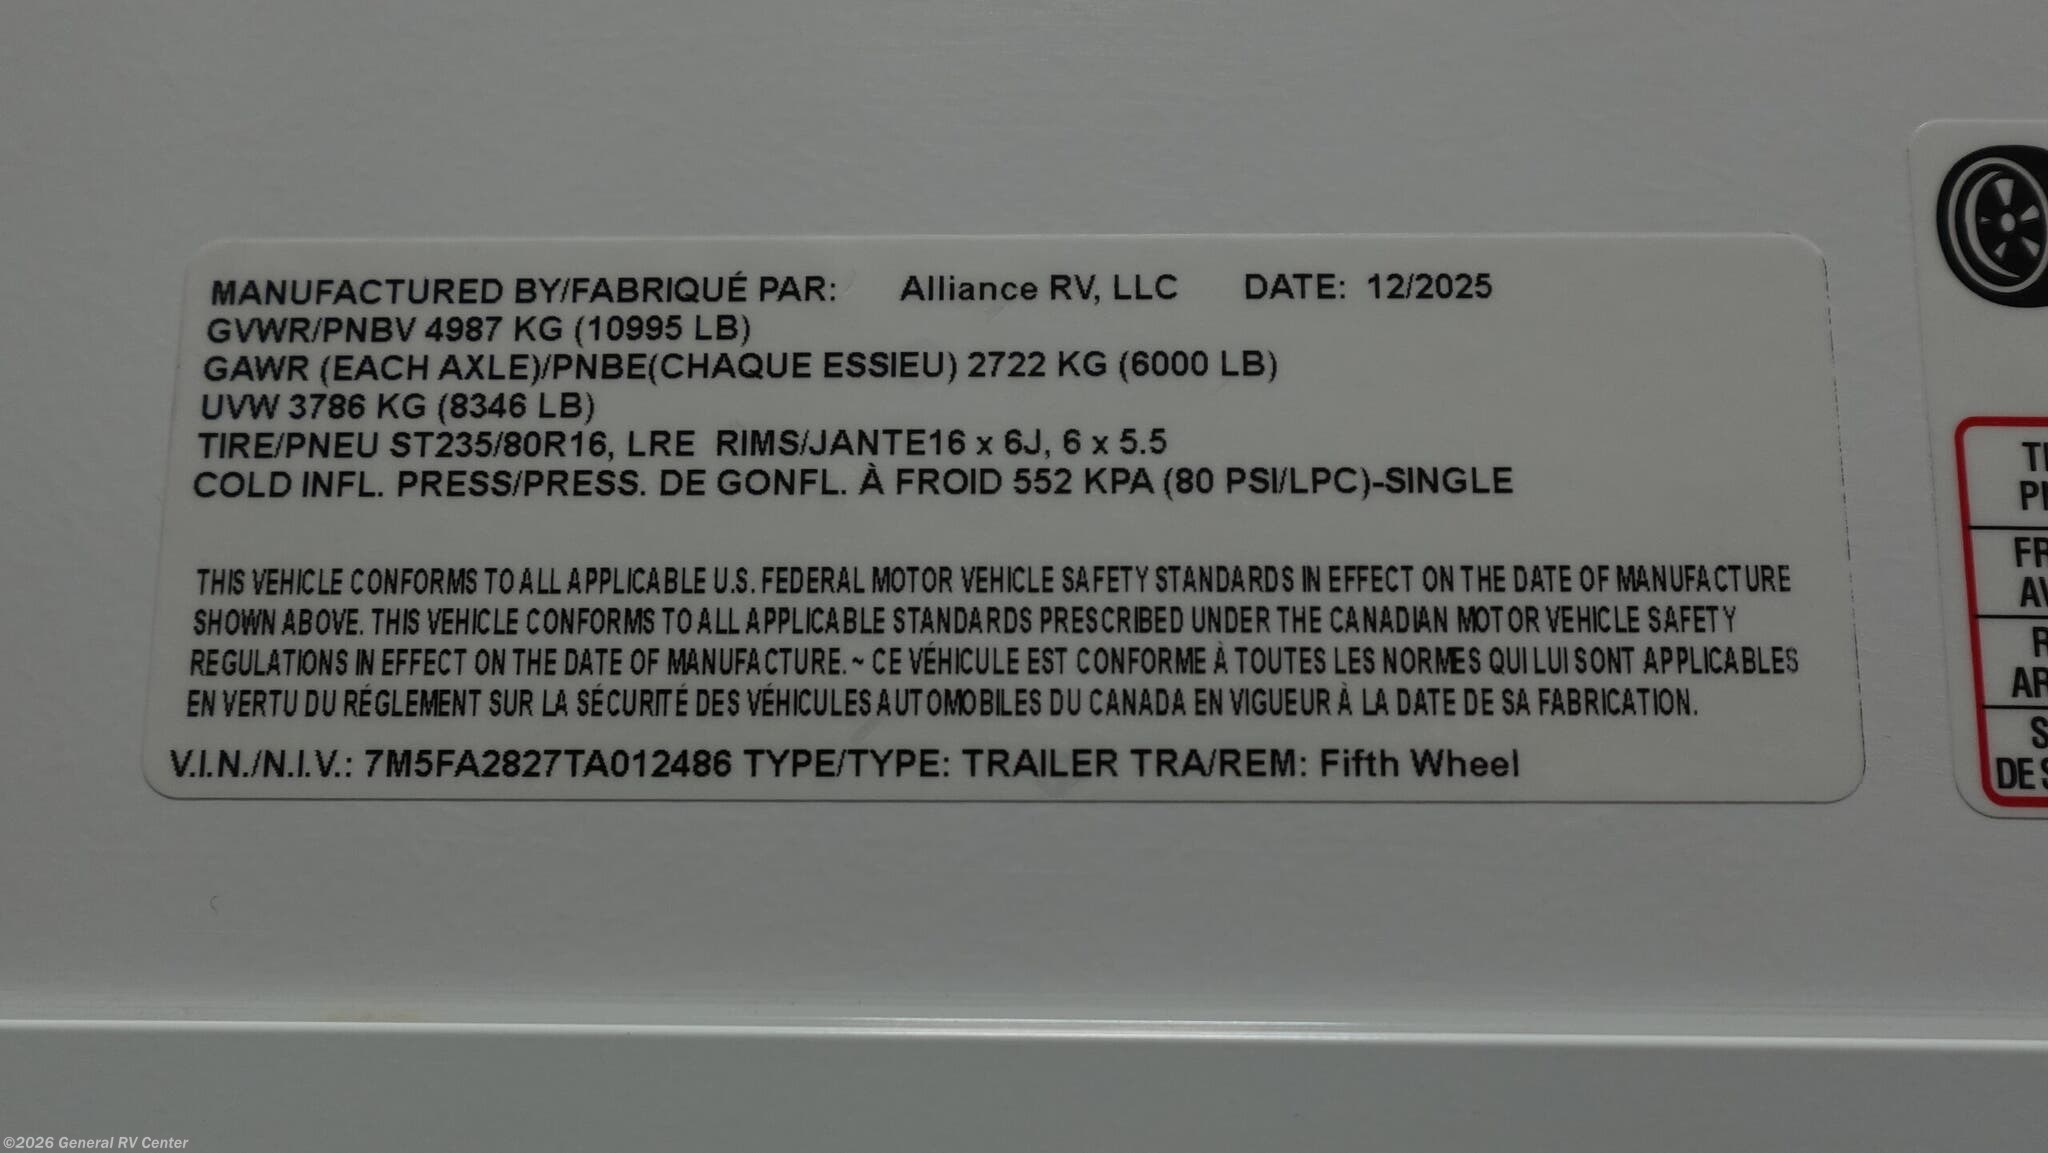 MANUFACTURED BY/FABRIQUÉ PAR: Alliance RV, LLC DATE: 12/2025
GVWR/PNBV 4987 KG (10995 LB)
GAWR (EACH AXLE)/PNBE(CHAQUE ESSIEU) 2722 KG (6000 LB)
UVW 3786 KG (8346 LB)
TIRE/PNEU ST235/80R16, LRE RIMS/JANTE16 x 6J, 6 x 5.5
COLD INFL. PRESS/PRESS. DE GONFL. À FROID 552 KPA (80 PSI/LPC)-SINGLE
THIS VEHICLE CONFORMS TO ALL APPLICABLE U.S. FEDERAL MOTOR VEHICLE SAFETY STANDARDS IN EFFECT ON THE DATE OF MANUFACTURE
SHOWN ABOVE. THIS VEHICLE CONFORMS TO ALL APPLICABLE STANDARDS PRESCRIBED UNDER THE CANADIAN MOTOR VEHICLE SAFETY
REGULATIONS IN EFFECT ON THE DATE OF MANUFACTURE. ~ CE VÉHICULE EST CONFORME À TOUTES LES NORMES QUI LUI SONT APPLICABLES
EN VERTU DU RÉGLEMENT SUR LA SÉCURITÉ DES VÉHICULES AUTOMOBILES DU CANADA EN VIGUEUR À LA DATE DE SA FABRICATION.
V.I.N./N.I.V.: 7M5FA2827TA012486 TYPE/TYPE: TRAILER TRA/REM: Fifth Wheel
DE
©2026 General RV Center